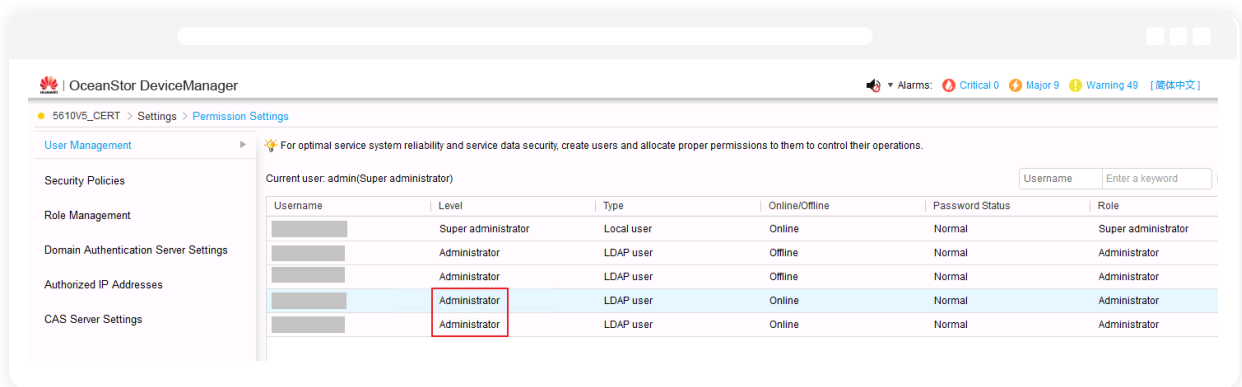 OceanStor DeviceManager Alarms: Critical 0 Major 9 Warning 49 [简体中文]
5610V5_CERT > Settings > Permission Settings
User Management
Security Policies
Role Management
Domain Authentication Server Settings
Authorized IP Addresses
CAS Server Settings
For optimal service system reliability and service data security, create users and allocate proper permissions to them to control their operations.
Current user: admin(Super administrator) Username Enter a keyword
Username Level Type Online/Offline Password Status Role
Super administrator Local user Online Normal Super administrator
Administrator LDAP user Offline Normal Administrator
Administrator LDAP user Offline Normal Administrator
Administrator LDAP user Online Normal Administrator
Administrator LDAP user Online Normal Administrator